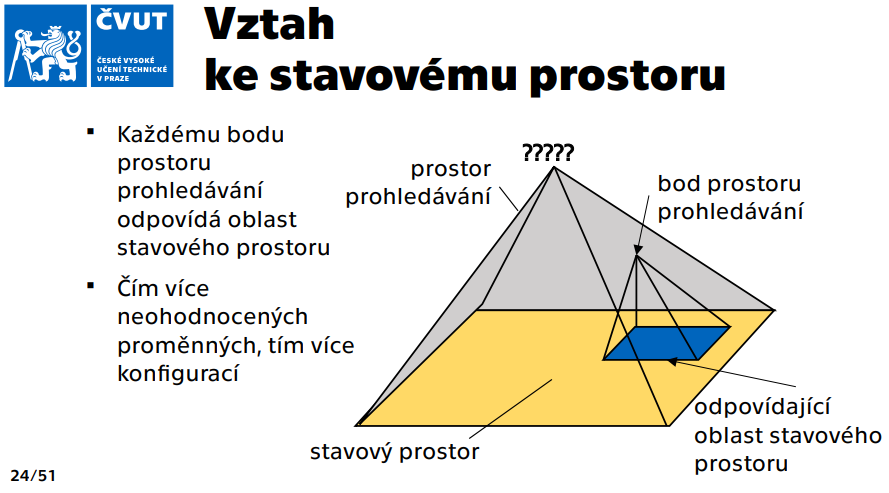 ČVUT
ČESKÉ VYSOKÉ
UČENÍ TECHNICKÉ
V PRAZE
Vztah
ke stavovému prostoru
▪ Každému bodu
prostoru
prohledávání
odpovídá oblast
stavového prostoru
▪ Čím více
neohodnocených
proměnných, tím více
konfigurací
?????
prostor
prohledávání
bod prostoru
prohledávání
stavový prostor
odpovídající
oblast stavového
prostoru
24/51